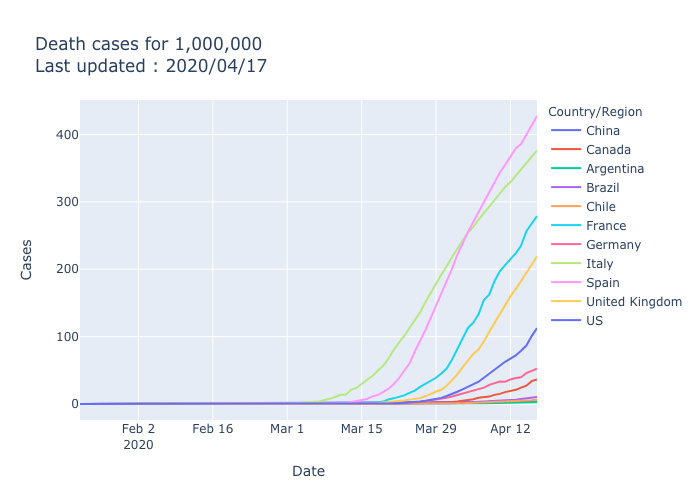 Death cases for 1,000,000
Last updated : 2020/04/17
Cases
400
300
200
100
0
Feb 2
2020
Feb 16
Mar 1
Mar 15
Mar 29
Apr 12
Date
Country/Region
China
Canada
Argentina
Brazil
Chile
France
Germany
Italy
Spain
United Kingdom
US